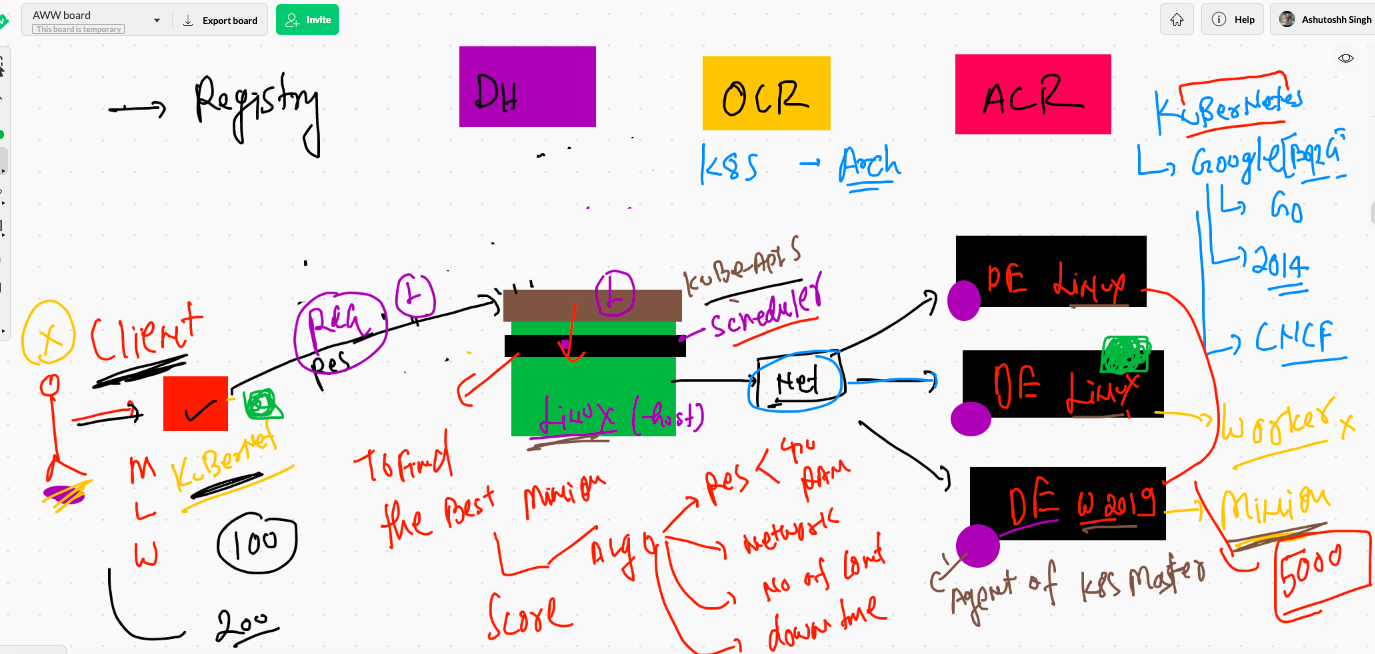 AWW board
This board is temporary
Export board
Invite
Help
Ashutoshh Singh
→ Registry
DH
OCR
ACR
K8S → Arch
KuBerNetes
Google
GO
2014
CNCF
X
Client
REQ
res
1
1
KuBe-ApiS
scheduler
Linux (-host)
Net
DE Linux
DE Linux
DE W2019
Worker x
Minion
5000
Agent of K8S Master
KuBerNet
M
L
W
100
200
To find
the Best Minion
Score
Algo
res < CPU
RAM
network
No of Cont
down time